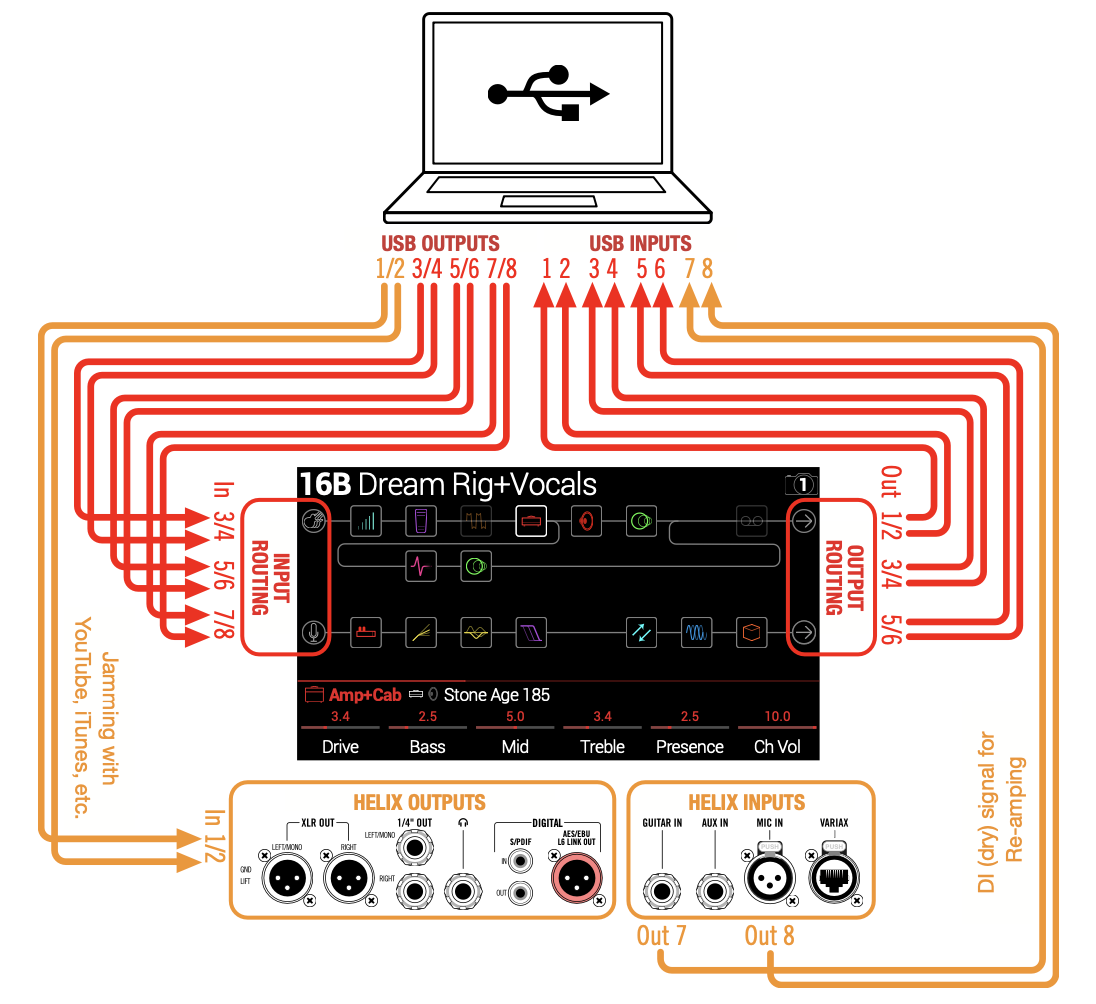 USB OUTPUTS
1/2 3/4 5/6 7/8
USB INPUTS
1 2 3 4 5 6 7 8
In 3/4
5/6
7/8
INPUT
ROUTING
16B Dream Rig+Vocals
1
OUTPUT
ROUTING
Out 1/2
3/4
5/6
Amp+Cab Stone Age 185
3.4 2.5 5.0 3.4 2.5 10.0
Drive Bass Mid Treble Presence Ch Vol
Jamming with
YouTube, iTunes, etc.
In 1/2
DI (dry) signal for
Re-amping
HELIX OUTPUTS
XLR OUT
LEFT/MONO
RIGHT
GND
LIFT
1/4" OUT
LEFT/MONO
RIGHT
DIGITAL
S/PDIF
IN
OUT
AES/EBU
L6 LINK OUT
HELIX INPUTS
GUITAR IN
AUX IN
MIC IN
VARIAX
PUSH
PUSH
Out 7
Out 8